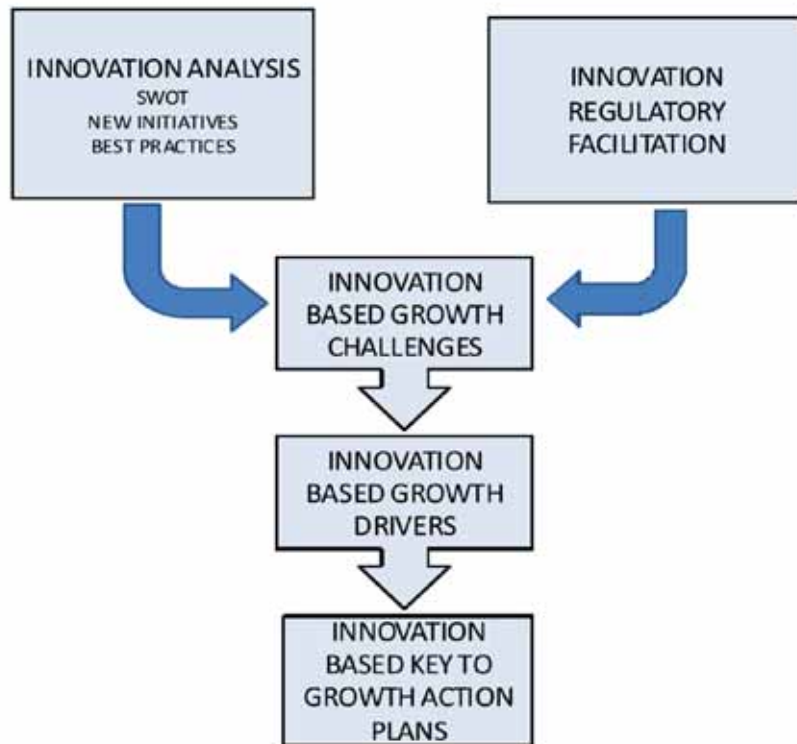 INNOVATION ANALYSIS
SWOT
NEW INITIATIVES
BEST PRACTICES
INNOVATION
REGULATORY
FACILITATION
INNOVATION
BASED GROWTH
CHALLENGES
INNOVATION
BASED GROWTH
DRIVERS
INNOVATION
BASED KEY TO
GROWTH ACTION
PLANS